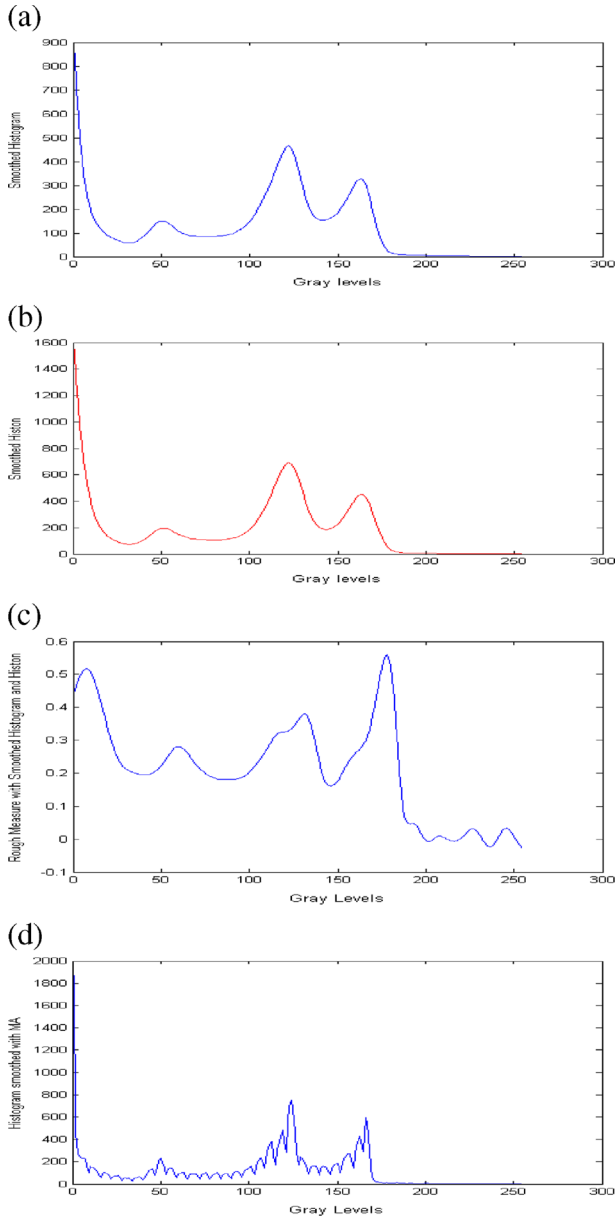 (a)
900
800
700
600
500
400
300
200
100
0
Smoothed Histogram
0 50 100 150 200 250 300
Gray levels
(b)
1600
1400
1200
1000
800
600
400
200
0
Smoothed Histon
0 50 100 150 200 250 300
Gray levels
(c)
0.6
0.5
0.4
0.3
0.2
0.1
0
-0.1
Rough Measure with Smoothed Histogram and Histon
0 50 100 150 200 250 300
Gray Levels
(d)
2000
1800
1600
1400
1200
1000
800
600
400
200
0
Histogram smoothed with MA
0 50 100 150 200 250 300
Gray Levels